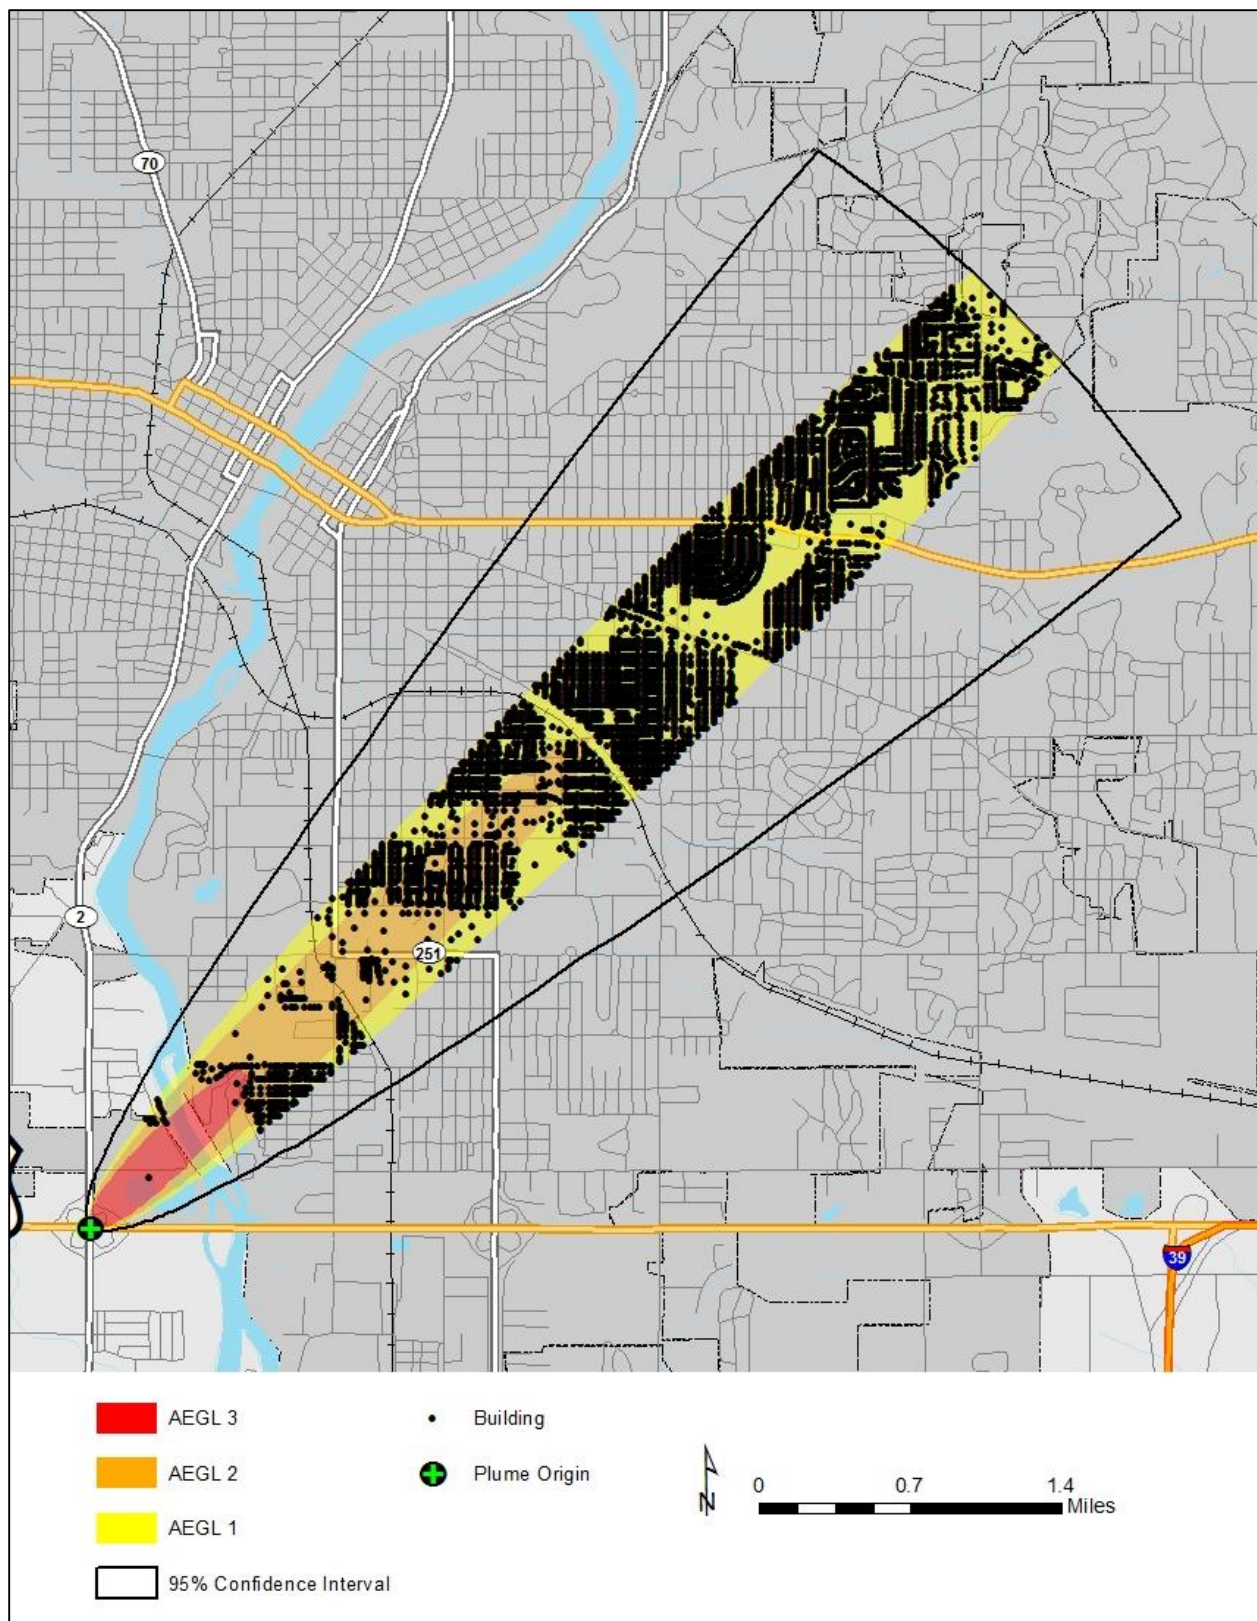 70
2
251
39
AEGL 3
AEGL 2
AEGL 1
95% Confidence Interval
Building
Plume Origin
N
0 0.7 1.4
Miles